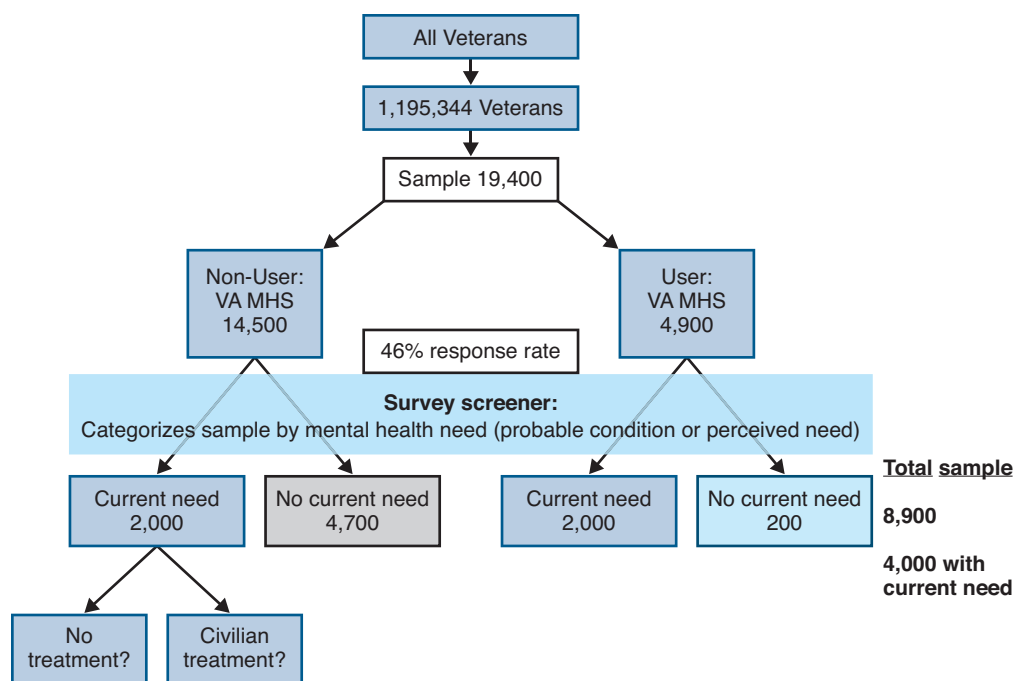 All Veterans
1,195,344 Veterans
Sample 19,400
Non-User:
VA MHS
14,500
User:
VA MHS
4,900
46% response rate
Survey screener:
Categorizes sample by mental health need (probable condition or perceived need)
Current need
2,000
No current need
4,700
Current need
2,000
No current need
200
Total sample
8,900
4,000 with
current need
No
treatment?
Civilian
treatment?